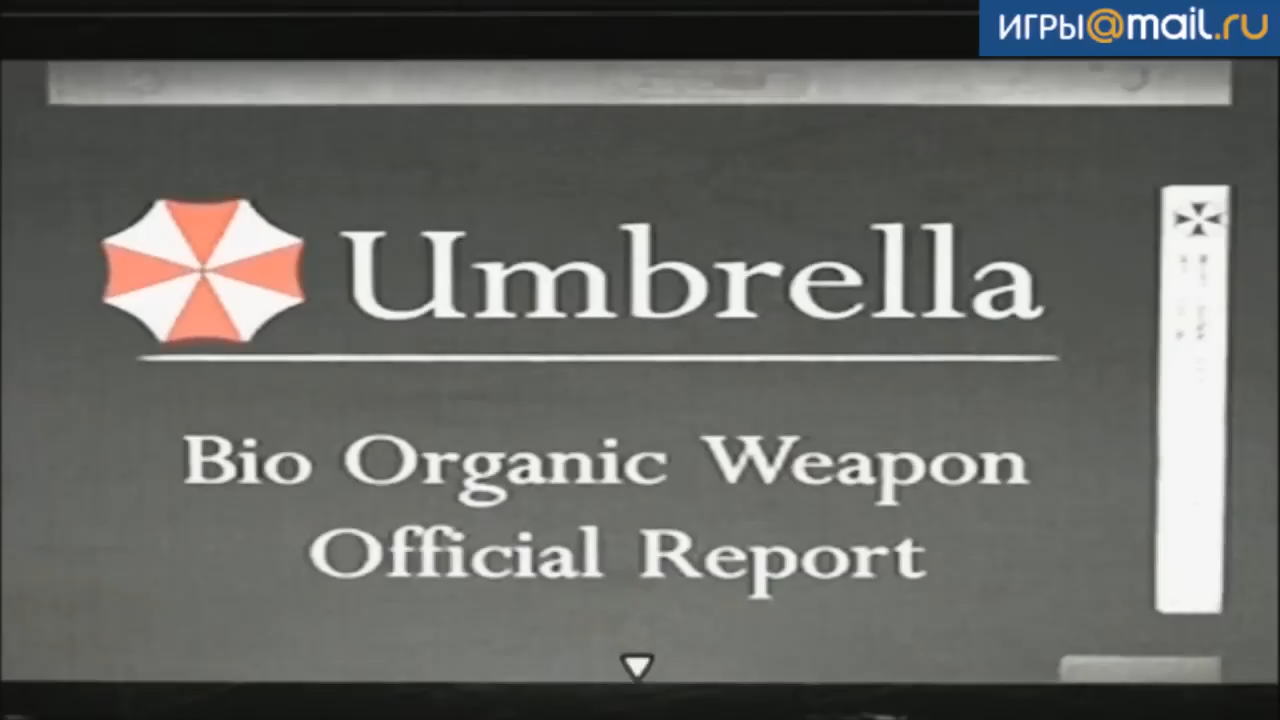 ИГРЫ@mail.ru
Umbrella
Bio Organic Weapon
Official Report